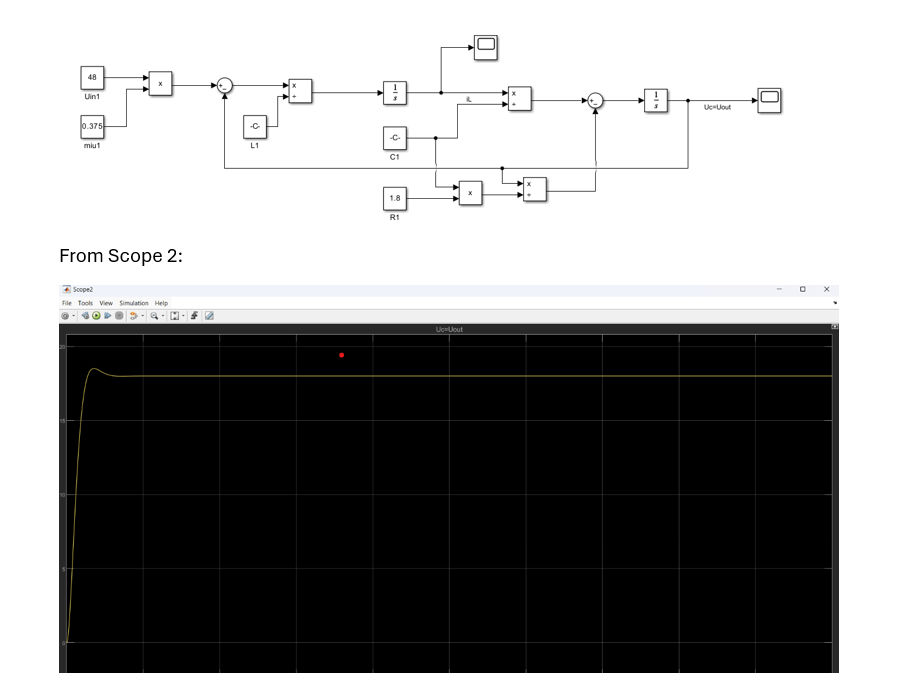 48
Uin1
x
+
-
x
÷
1
s
iL
x
÷
+
-
1
s
Uc=Uout
0.375
miu1
-C-
L1
-C-
C1
1.8
R1
x
x
÷
From Scope 2:
Scope2
File Tools View Simulation Help
Uc=Uout
20
15
10
5
0